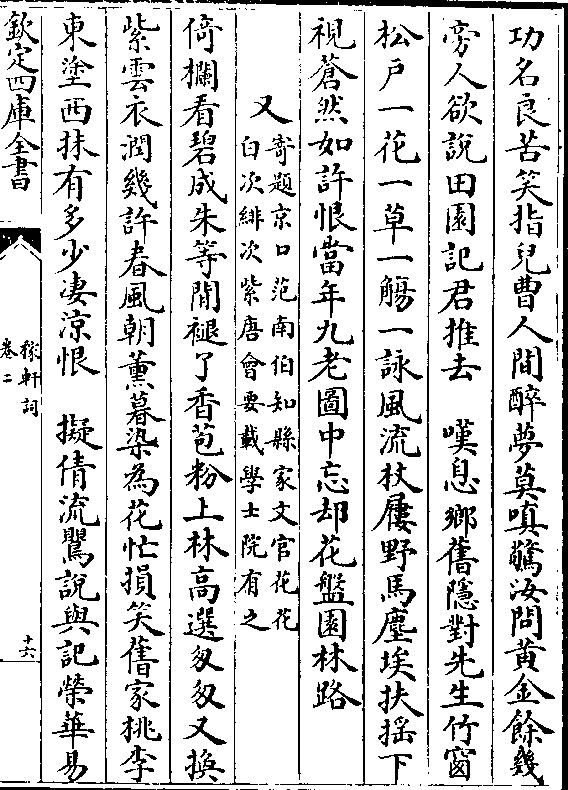 功名良苦笑指兒曹人間醉夢莫嗔驚汝問黃金餘幾
旁人欲說田園記君推去　嘆息鄉舊隱對先生竹窗
松戶一花一草一觴一詠風流杖屨野馬塵埃扶搖下
視蒼然如許恨當年九老圖中忘却花盤園林路
又
寄題京口范南伯知縣家文官花花
白次緋次紫唐會要載學士院有之
倚欄看碧成朱等閒褪了香苞粉上林高選匆匆又換
紫雲衣潤幾許春風朝薰暮染為花忙損笑舊家桃李
東塗西抹有多少淒涼恨　擬倩流鶯說與記榮華易
欽定四庫全書
稼軒詞
卷二
十六